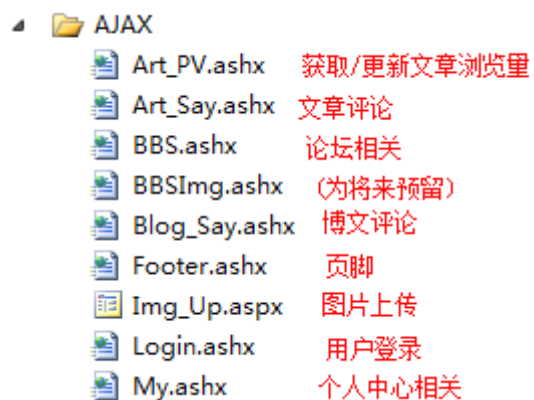 AJAX
Art_PV.ashx 获取/更新文章浏览量
Art_Say.ashx 文章评论
BBS.ashx 论坛相关
BBSImg.ashx （为将来预留）
Blog_Say.ashx 博文评论
Footer.ashx 页脚
Img_Up.aspx 图片上传
Login.ashx 用户登录
My.ashx 个人中心相关